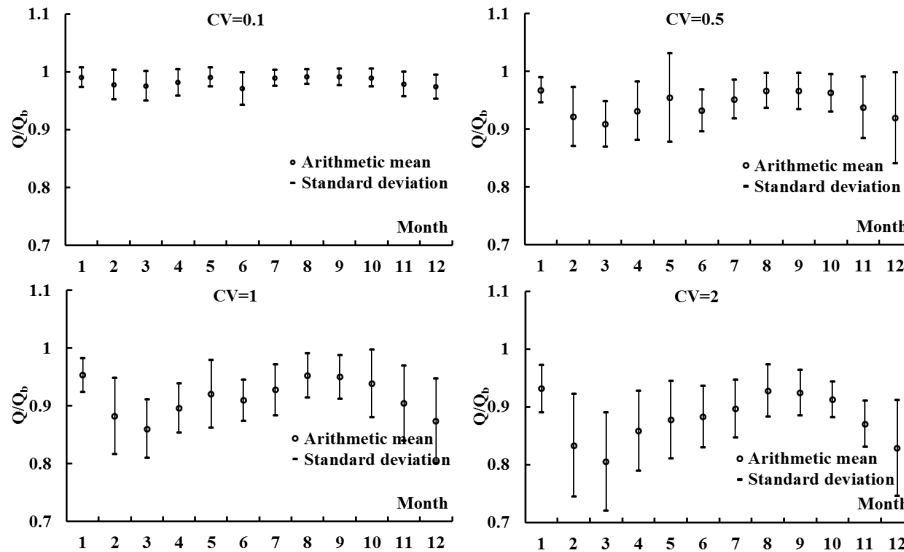 CV=0.1
1.1
1
0.9
0.8
0.7
Q/Qb
Arithmetic mean
Standard deviation
Month
1 2 3 4 5 6 7 8 9 10 11 12
CV=0.5
1.1
1
0.9
0.8
0.7
Q/Qb
Arithmetic mean
Standard deviation
Month
1 2 3 4 5 6 7 8 9 10 11 12
CV=1
1.1
1
0.9
0.8
0.7
Q/Qb
Arithmetic mean
Standard deviation
Month
1 2 3 4 5 6 7 8 9 10 11 12
CV=2
1.1
1
0.9
0.8
0.7
Q/Qb
Arithmetic mean
Standard deviation
Month
1 2 3 4 5 6 7 8 9 10 11 12